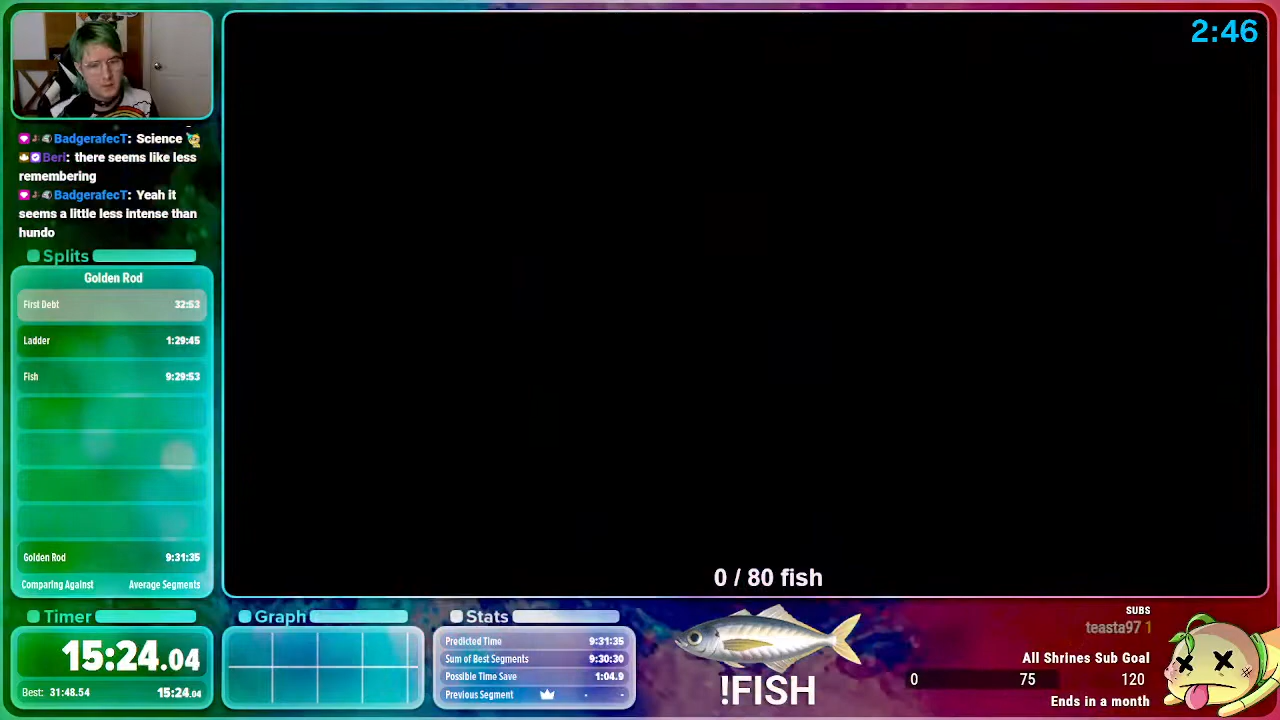 2:46
BadgerafecT: Science
Beri: there seems like less
remembering
BadgerafecT: Yeah it
seems a little less intense than
hundo
Splits
Golden Rod
First Debt 32:53
Ladder 1:29:45
Fish 9:29:53
Golden Rod 9:31:35
Comparing Against Average Segments
0 / 80 fish
Timer
15:24.04
Best: 31:48.54 15:24.04
Graph
Stats
Predicted Time 9:31:35
Sum of Best Segments 9:30:30
Possible Time Save 1:04.9
Previous Segment - -
!FISH
SUBS
teasta97 1
All Shrines Sub Goal
0 75 120
Ends in a month